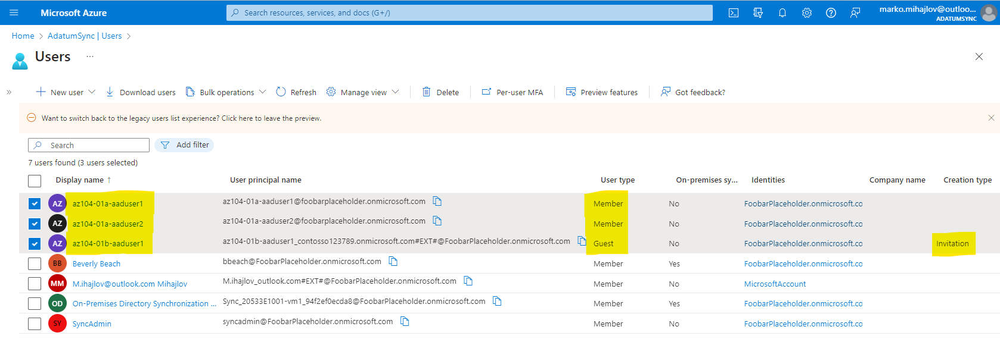 Microsoft Azure
Search resources, services, and docs (G+/)
marko.mihajlov@outloo...
ADATUMSYNC
Home > AdatumSync | Users >
Users ...
» New user Download users Bulk operations Refresh Manage view Delete Per-user MFA Preview features Got feedback?
Want to switch back to the legacy users list experience? Click here to leave the preview.
Search Add filter
7 users found (3 users selected)
Display name ↑ User principal name User type On-premises sy... Identities Company name Creation type
AZ az104-01a-aaduser1 az104-01a-aaduser1@foobarplaceholder.onmicrosoft.com Member No FoobarPlaceholder.onmicrosoft.co
AZ az104-01a-aaduser2 az104-01a-aaduser2@foobarplaceholder.onmicrosoft.com Member No FoobarPlaceholder.onmicrosoft.co
AZ az104-01b-aaduser1 az104-01b-aaduser1_contosso123789.onmicrosoft.com#EXT#@FoobarPlaceholder.onmicrosoft.com Guest No FoobarPlaceholder.onmicrosoft.co Invitation
BB Beverly Beach bbeach@FoobarPlaceholder.onmicrosoft.com Member Yes FoobarPlaceholder.onmicrosoft.co
MM M.ihajlov@outlook.com Mihajlov M.ihajlov_outlook.com#EXT#@FoobarPlaceholder.onmicrosoft.com Member No MicrosoftAccount
OD On-Premises Directory Synchronization ... Sync_20533E1001-vm1_94f2ef0ecda8@FoobarPlaceholder.onmicrosoft.com Member Yes FoobarPlaceholder.onmicrosoft.co
SY SyncAdmin syncadmin@FoobarPlaceholder.onmicrosoft.com Member No FoobarPlaceholder.onmicrosoft.co